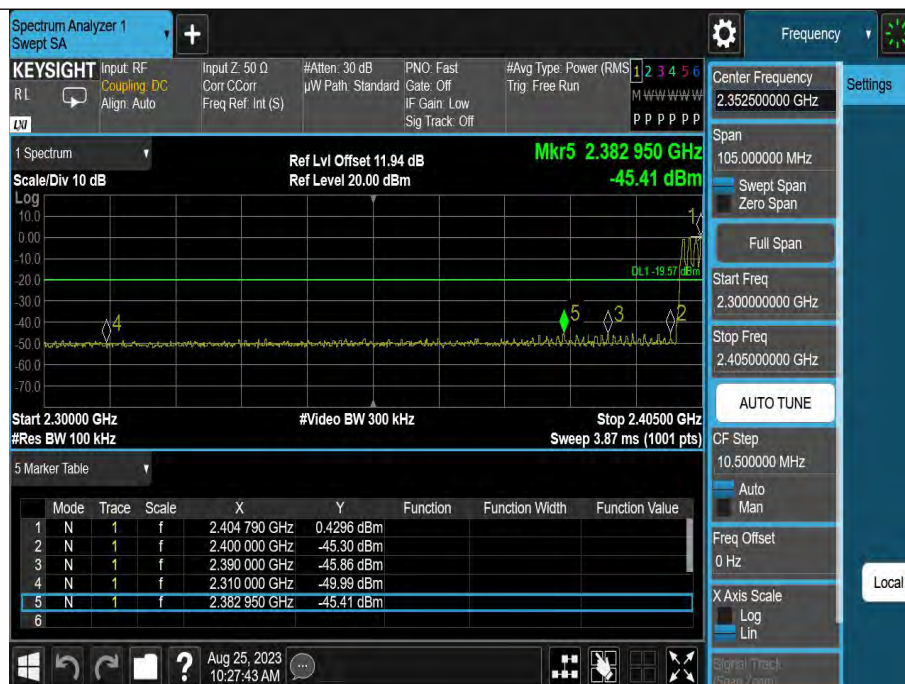 Spectrum Analyzer 1
Swept SA
+
Frequency
KEYSIGHT
RL
LXI
Input: RF
Coupling: DC
Align: Auto
Input Z: 50 Ω
Corr CCorr
Freq Ref: Int (S)
#Atten: 30 dB
µW Path: Standard
PNO: Fast
Gate: Off
IF Gain: Low
Sig Track: Off
#Avg Type: Power (RMS
Trig: Free Run
1 2 3 4 5 6
M W W W W W
P P P P P P
1 Spectrum
Scale/Div 10 dB
Ref Lvl Offset 11.94 dB
Ref Level 20.00 dBm
Mkr5 2.382 950 GHz
-45.41 dBm
Log
10.0
0.00
-10.0
-20.0
-30.0
-40.0
-50.0
-60.0
-70.0
1
DL1 -19.57 dBm
4
5
3
2
Start 2.30000 GHz
#Video BW 300 kHz
Stop 2.40500 GHz
#Res BW 100 kHz
Sweep 3.87 ms (1001 pts)
5 Marker Table
Mode Trace Scale X Y Function Function Width Function Value
1 N 1 f 2.404 790 GHz 0.4296 dBm
2 N 1 f 2.400 000 GHz -45.30 dBm
3 N 1 f 2.390 000 GHz -45.86 dBm
4 N 1 f 2.310 000 GHz -49.99 dBm
5 N 1 f 2.382 950 GHz -45.41 dBm
6
?
Aug 25, 2023
10:27:43 AM
Center Frequency
2.352500000 GHz
Settings
Span
105.000000 MHz
Swept Span
Zero Span
Full Span
Start Freq
2.300000000 GHz
Stop Freq
2.405000000 GHz
AUTO TUNE
CF Step
10.500000 MHz
Auto
Man
Freq Offset
0 Hz
Local
X Axis Scale
Log
Lin
Signal Track
(Span Zoom)